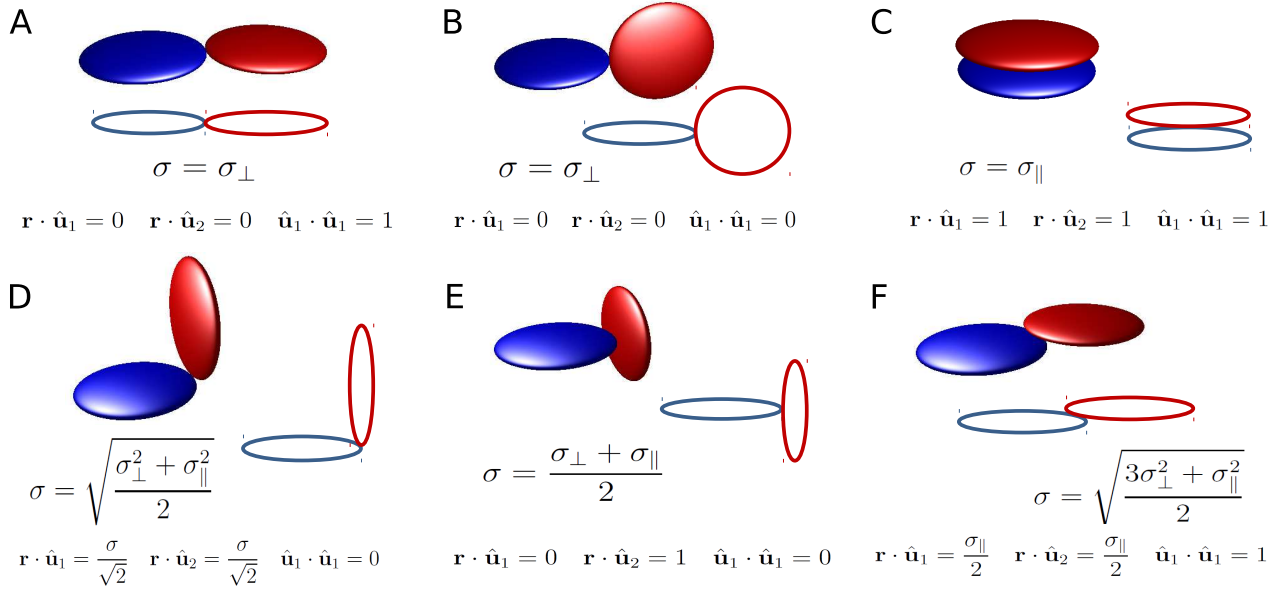 A
σ = σ⊥
r · û₁ = 0 r · û₂ = 0 û₁ · û₁ = 1
B
σ = σ⊥
r · û₁ = 0 r · û₂ = 0 û₁ · û₁ = 0
C
σ = σ∥
r · û₁ = 1 r · û₂ = 1 û₁ · û₁ = 1
D
σ = √((σ⊥² + σ∥²)/2)
r · û₁ = σ/√2 r · û₂ = σ/√2 û₁ · û₁ = 0
E
σ = (σ⊥ + σ∥)/2
r · û₁ = 0 r · û₂ = 1 û₁ · û₁ = 0
F
σ = √((3σ⊥² + σ∥²)/2)
r · û₁ = σ∥/2 r · û₂ = σ∥/2 û₁ · û₁ = 1